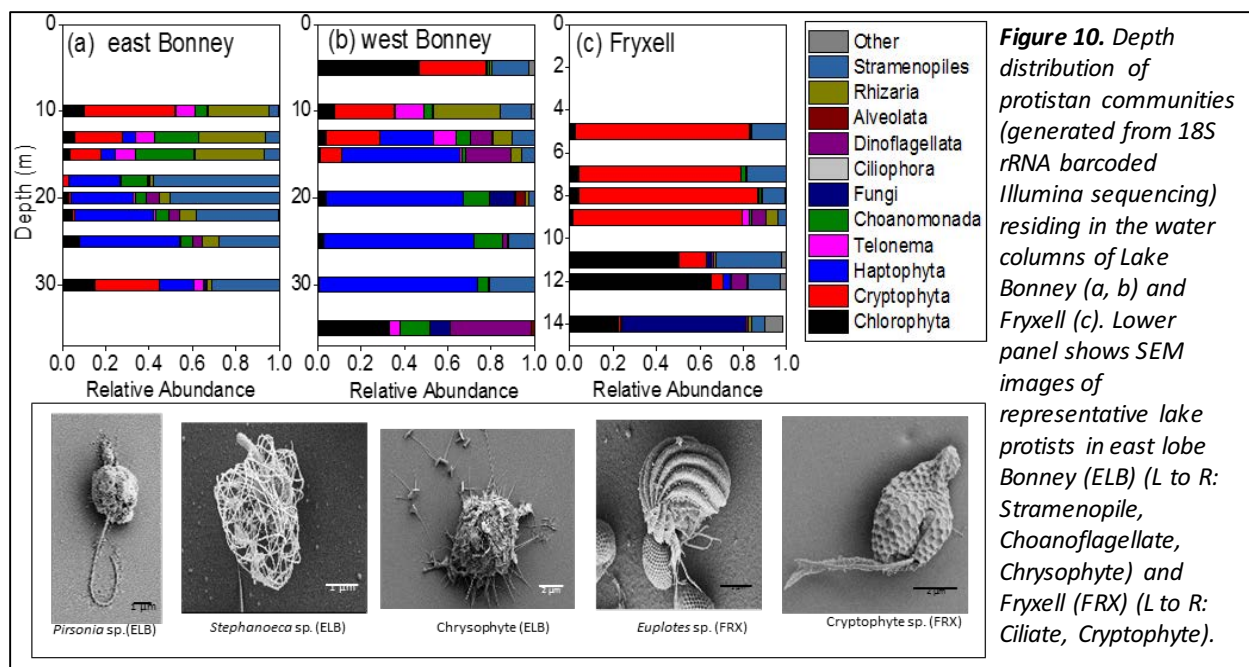 (a) east Bonney
(b) west Bonney
(c) Fryxell
0
10
20
30
Depth (m)
0.0 0.2 0.4 0.6 0.8 1.0
Relative Abundance
0
10
20
30
0.0 0.2 0.4 0.6 0.8 1.0
Relative Abundance
0
2
4
6
8
10
12
14
0.0 0.2 0.4 0.6 0.8 1.0
Relative Abundance
Other
Stramenopiles
Rhizaria
Alveolata
Dinoflagellata
Ciliophora
Fungi
Choanomonada
Telonema
Haptophyta
Cryptophyta
Chlorophyta
Figure 10. Depth
distribution of
protistan communities
(generated from 18S
rRNA barcoded
Illumina sequencing)
residing in the water
columns of Lake
Bonney (a, b) and
Fryxell (c). Lower
panel shows SEM
images of
representative lake
protists in east lobe
Bonney (ELB) (L to R:
Stramenopile,
Choanoflagellate,
Chrysophyte) and
Fryxell (FRX) (L to R:
Ciliate, Cryptophyte).
1 µm
1 µm
2 µm
2 µm
Pirsonia sp.(ELB)
Stephanoeca sp.(ELB)
Chrysophyte (ELB)
Euplotes sp.(FRX)
Cryptophyte sp.(FRX)